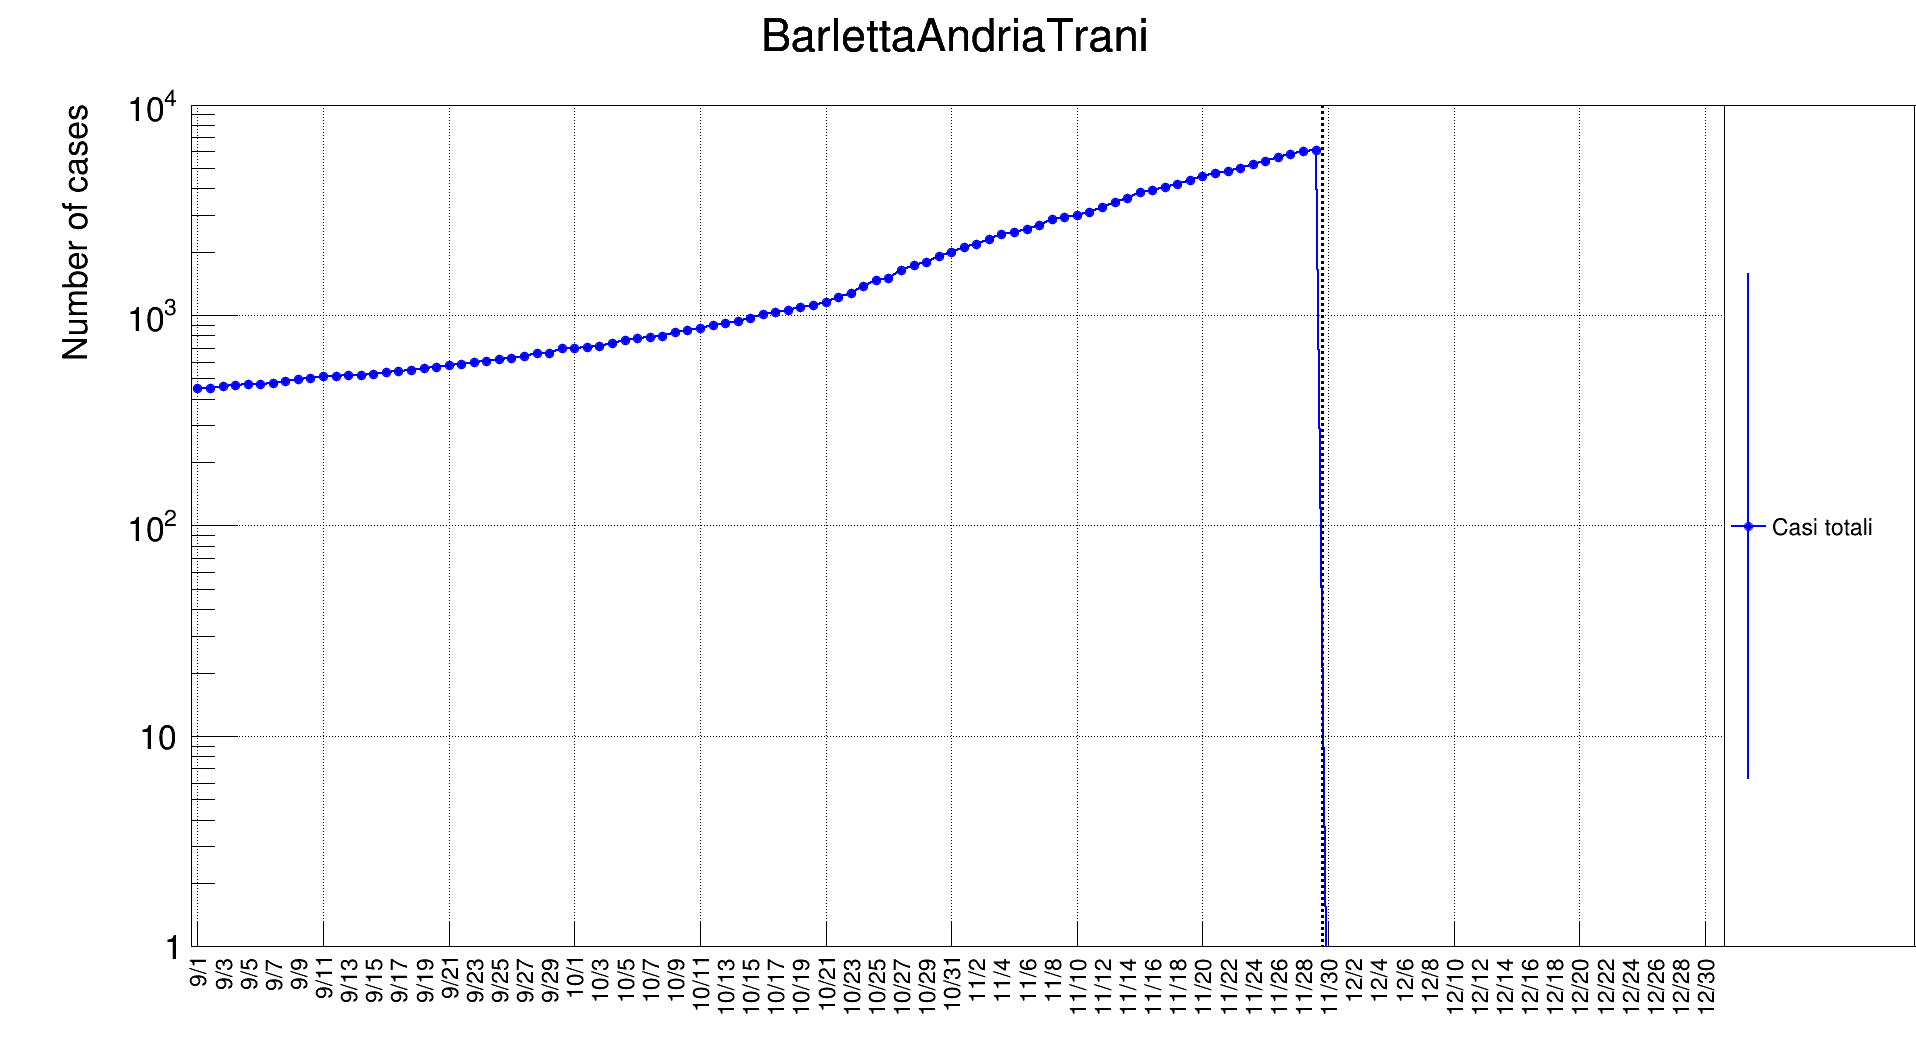 BarlettaAndriaTrani
Number of cases
10⁴
10³
10²
10
1
9/1 9/3 9/5 9/7 9/9 9/11 9/13 9/15 9/17 9/19 9/21 9/23 9/25 9/27 9/29 10/1 10/3 10/5 10/7 10/9 10/11 10/13 10/15 10/17 10/19 10/21 10/23 10/25 10/27 10/29 10/31 11/2 11/4 11/6 11/8 11/10 11/12 11/14 11/16 11/18 11/20 11/22 11/24 11/26 11/28 11/30 12/2 12/4 12/6 12/8 12/10 12/12 12/14 12/16 12/18 12/20 12/22 12/24 12/26 12/28 12/30
Casi totali